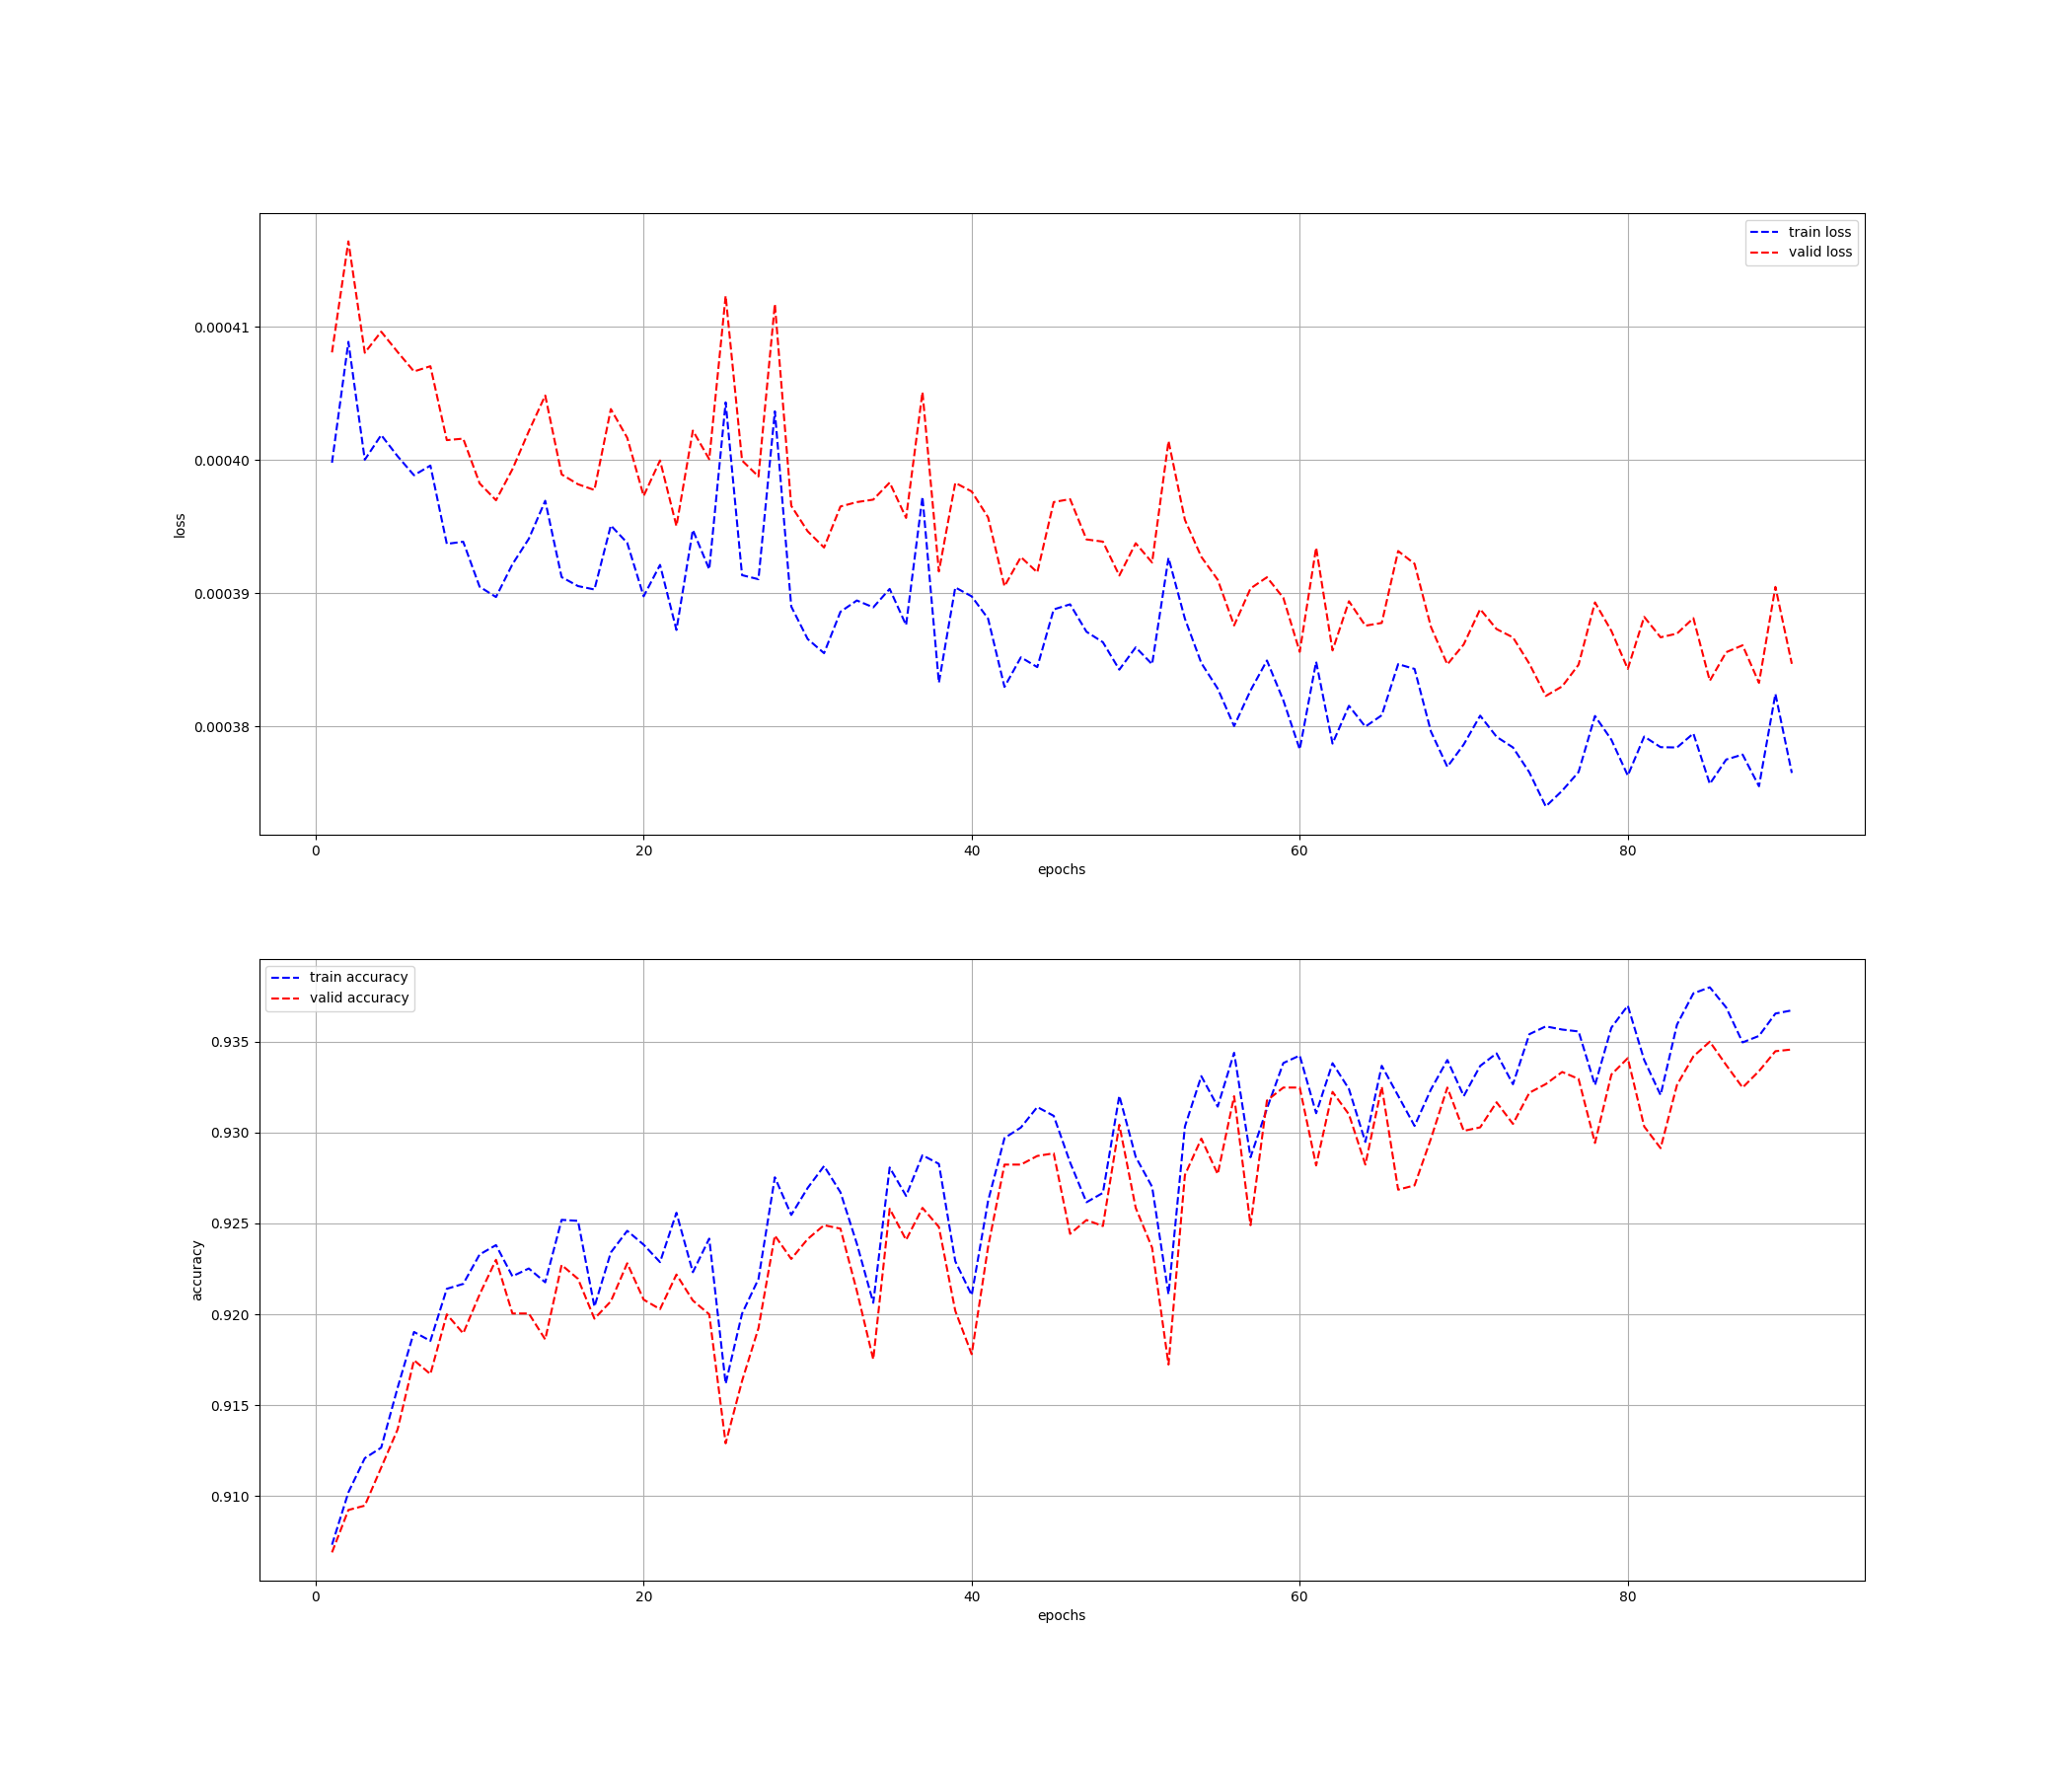 train loss
valid loss
0.00041
0.00040
0.00039
0.00038
loss
0 20 40 60 80
epochs
train accuracy
valid accuracy
0.935
0.930
0.925
0.920
0.915
0.910
accuracy
0 20 40 60 80
epochs